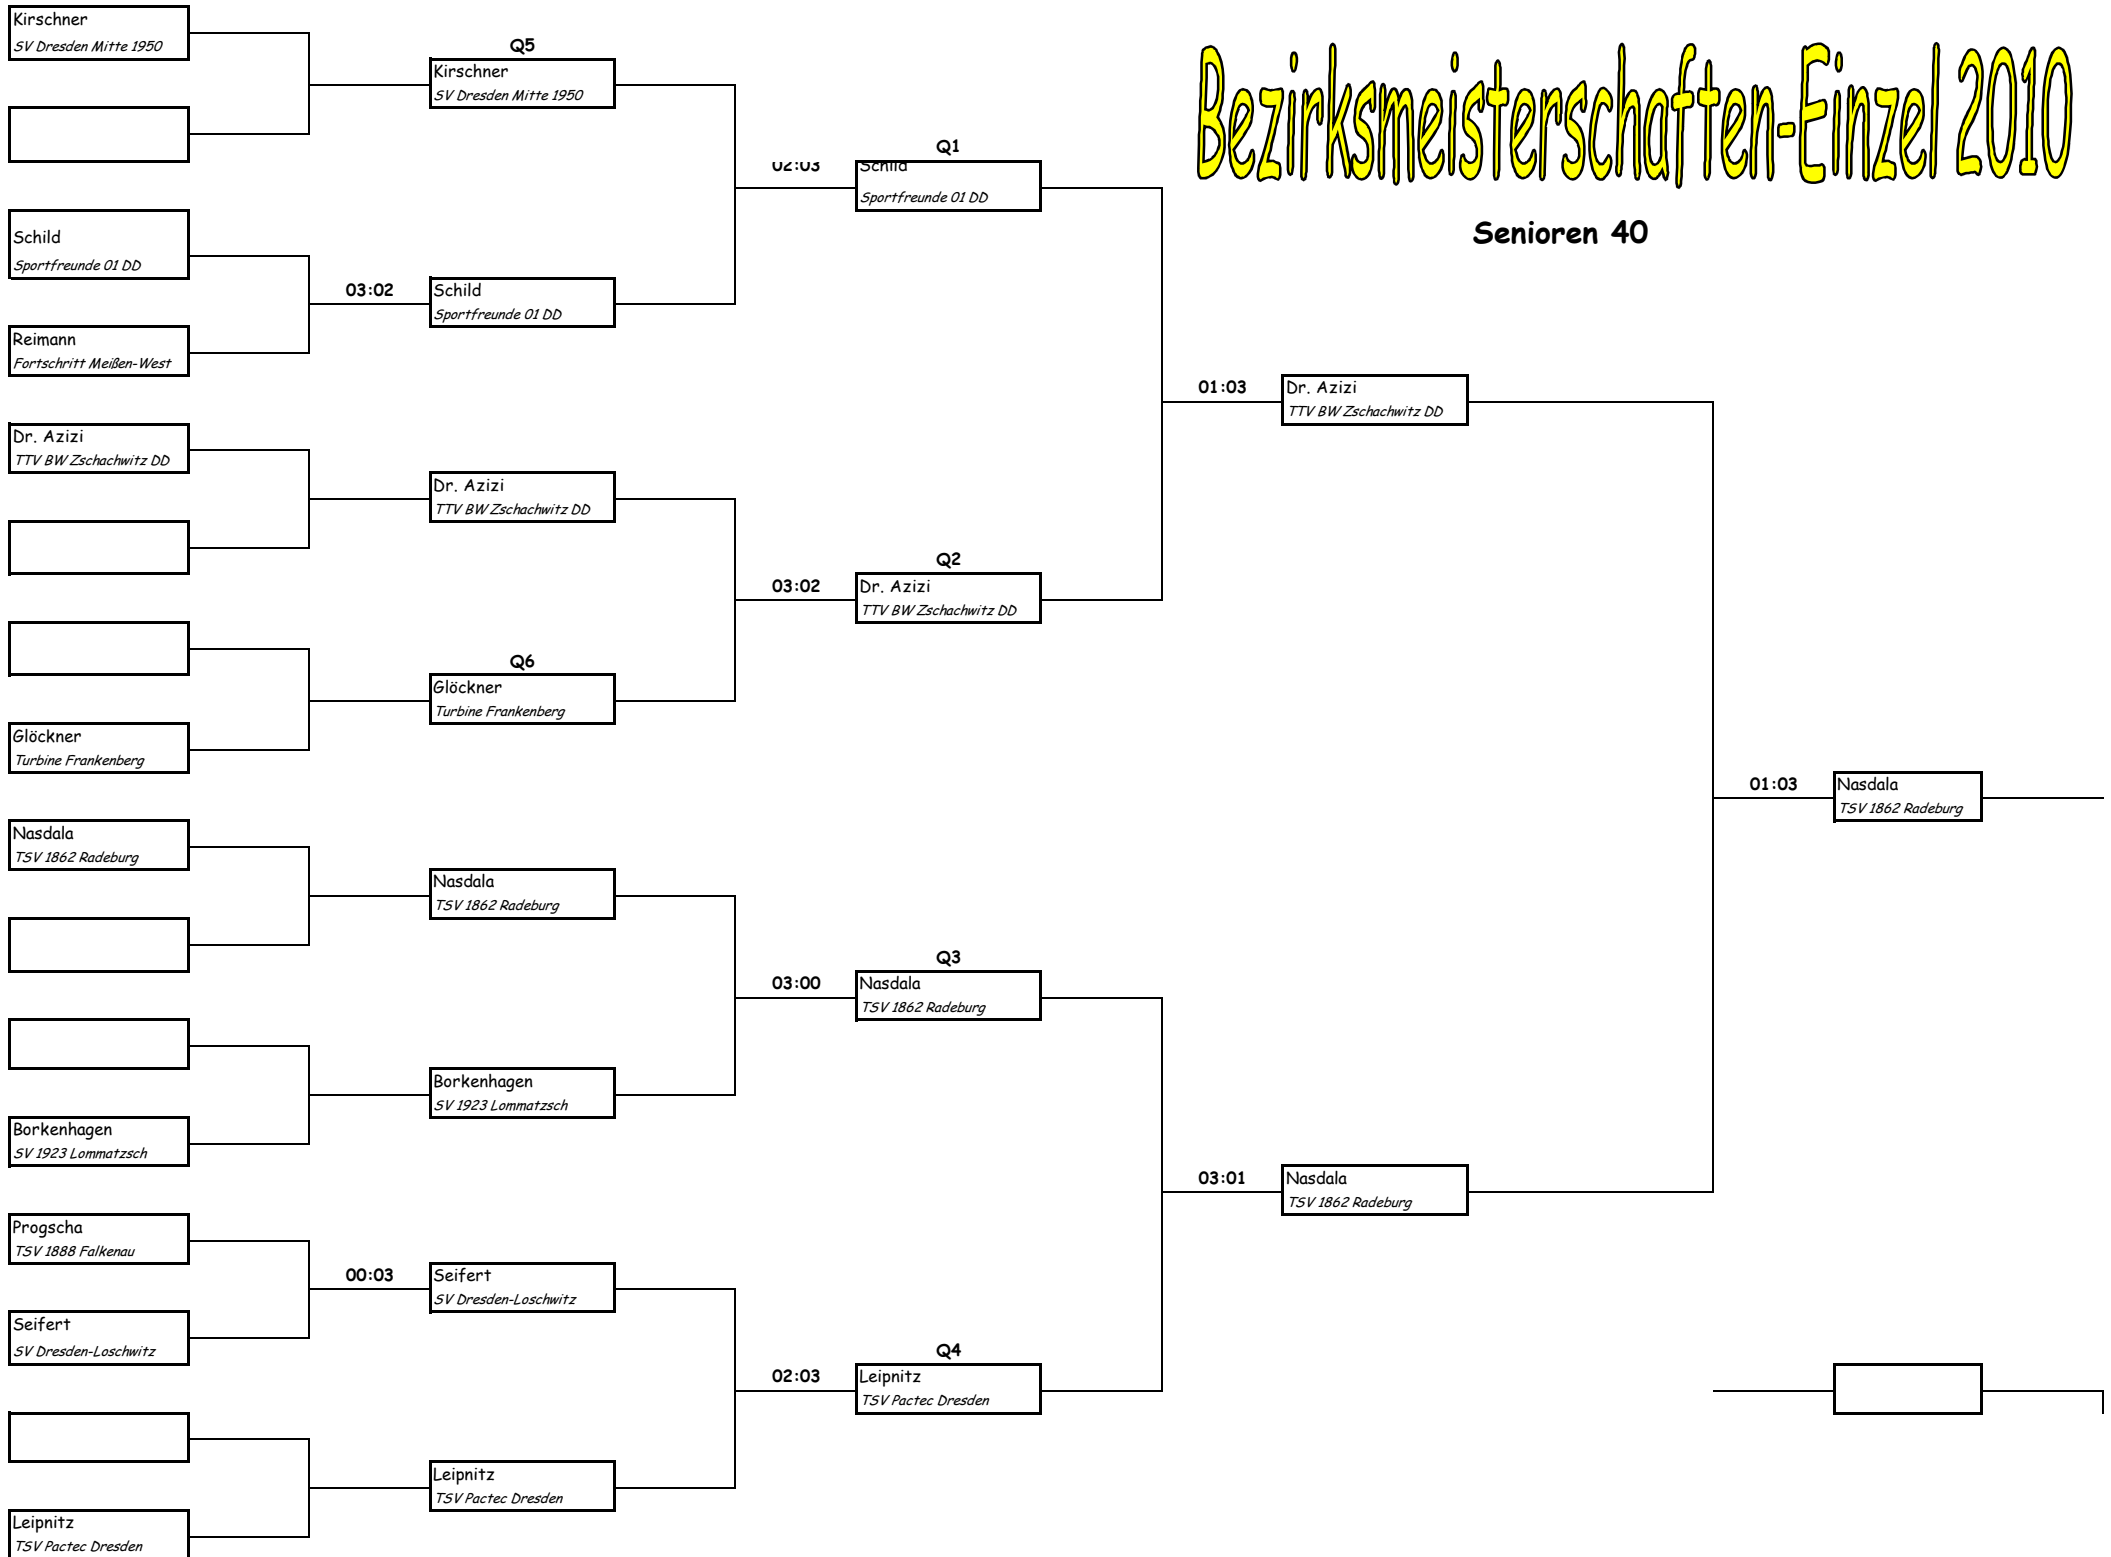 Bezirksmeisterschaften-Einzel 2010
Senioren 40
Kirschner
SV Dresden Mitte 1950
Schild
Sportfreunde 01 DD
Reimann
Fortschritt Meißen-West
Dr. Azizi
TTV BW Zschachwitz DD
Glöckner
Turbine Frankenberg
Nasdala
TSV 1862 Radeburg
Borkenhagen
SV 1923 Lommatzsch
Progscha
TSV 1888 Falkenau
Seifert
SV Dresden-Loschwitz
Leipnitz
TSV Pactec Dresden
Q5
Kirschner
SV Dresden Mitte 1950
03:02
Schild
Sportfreunde 01 DD
Dr. Azizi
TTV BW Zschachwitz DD
Q6
Glöckner
Turbine Frankenberg
Nasdala
TSV 1862 Radeburg
Borkenhagen
SV 1923 Lommatzsch
00:03
Seifert
SV Dresden-Loschwitz
Leipnitz
TSV Pactec Dresden
Q1
02:03
Schild
Sportfreunde 01 DD
Q2
03:02
Dr. Azizi
TTV BW Zschachwitz DD
Q3
03:00
Nasdala
TSV 1862 Radeburg
Q4
02:03
Leipnitz
TSV Pactec Dresden
01:03
Dr. Azizi
TTV BW Zschachwitz DD
03:01
Nasdala
TSV 1862 Radeburg
01:03
Nasdala
TSV 1862 Radeburg